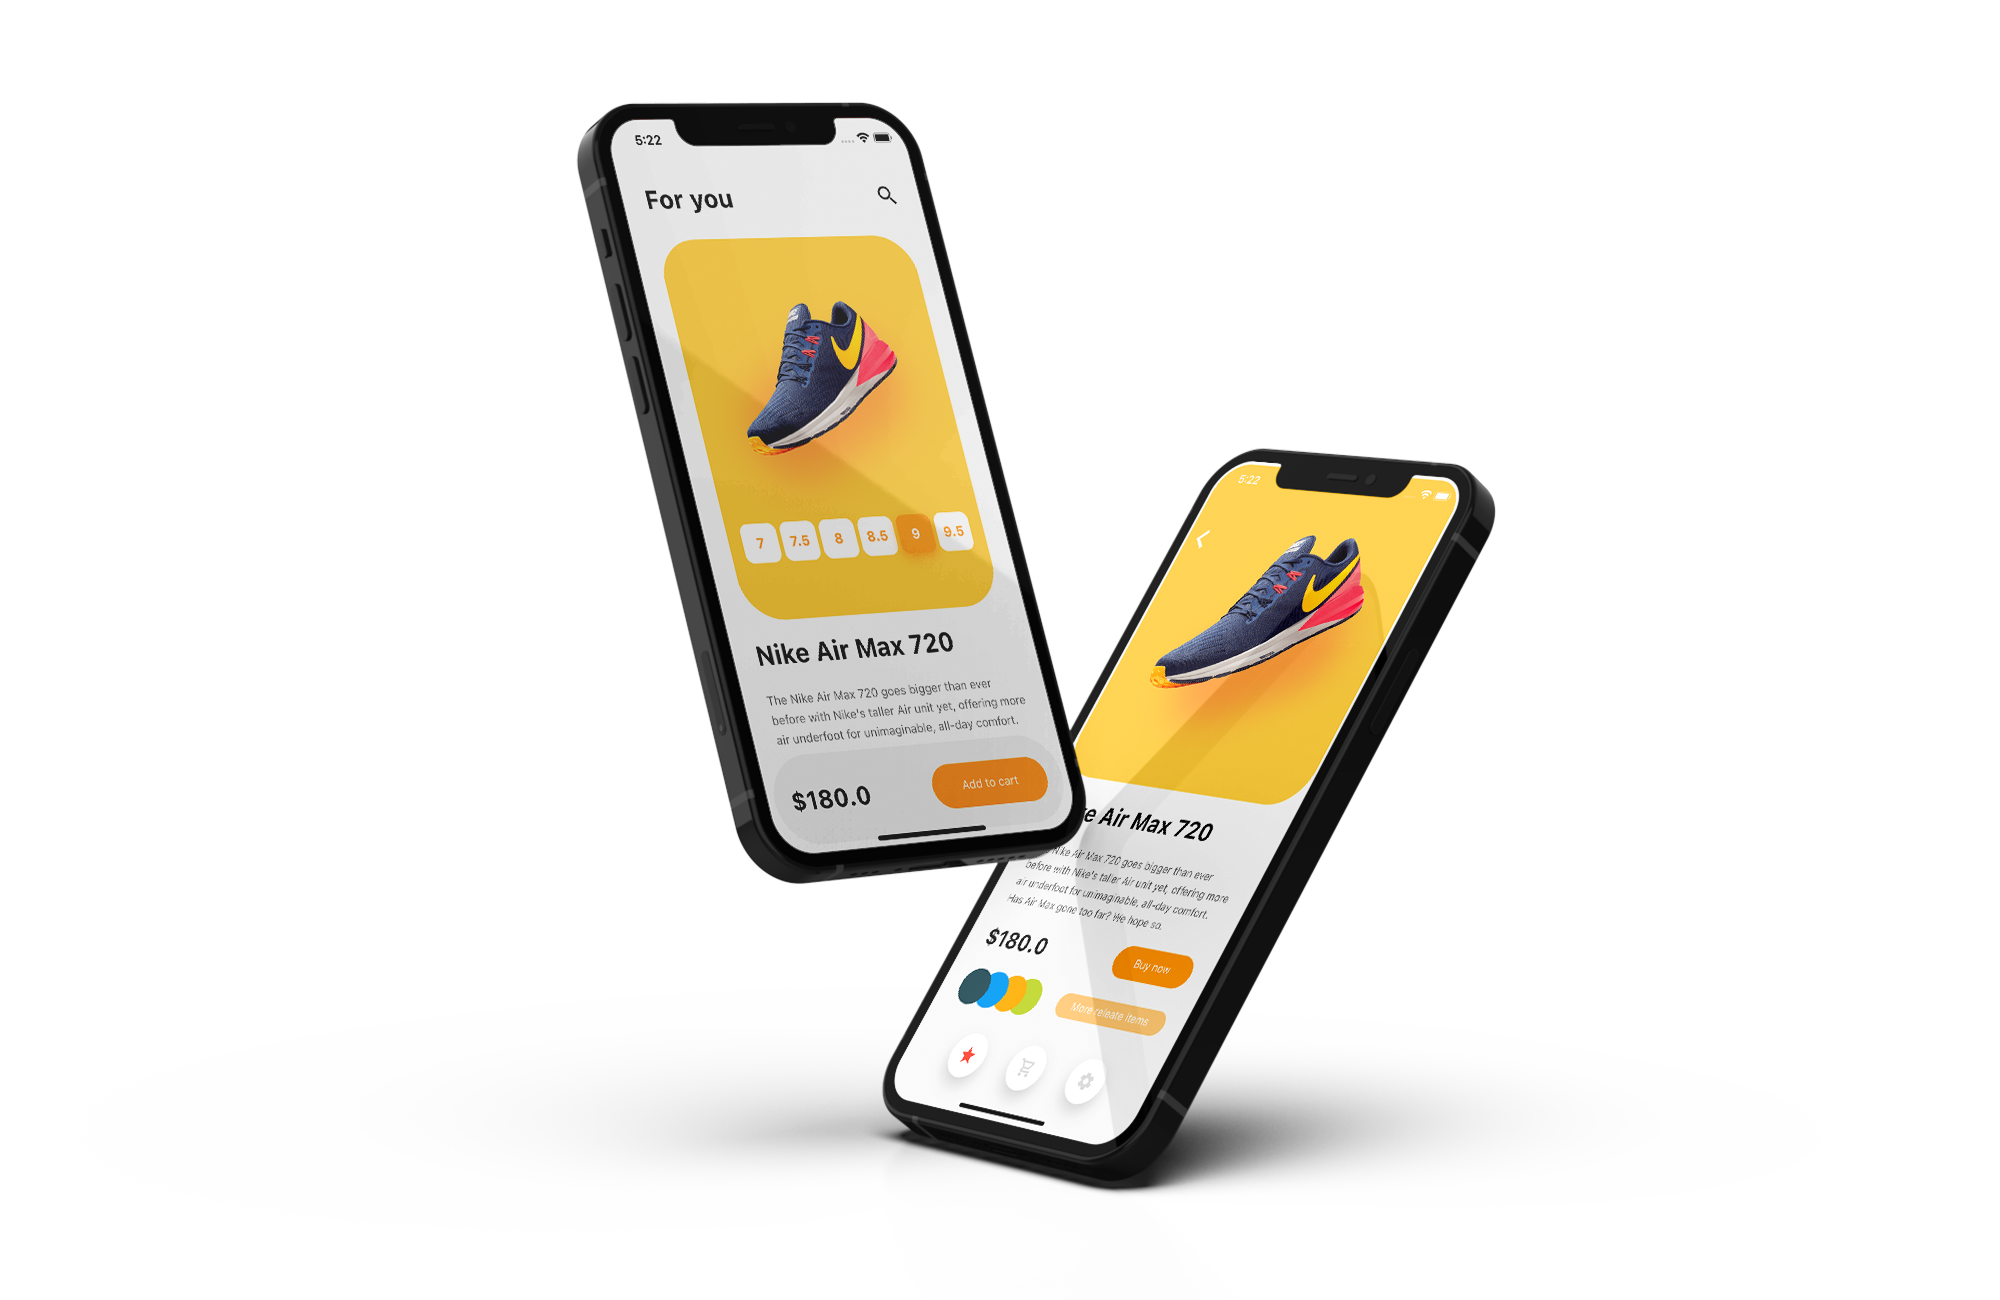 5:22
For you
7 7.5 8 8.5 9 9.5
Nike Air Max 720
The Nike Air Max 720 goes bigger than ever
before with Nike's taller Air unit yet, offering more
air underfoot for unimaginable, all-day comfort.
$180.0
Add to cart
5:22
Air Max 720
Nike Air Max 720 goes bigger than ever
before with Nike's taller Air unit yet, offering more
air underfoot for unimaginable, all-day comfort.
Has Air Max gone too far? We hope so.
$180.0
Buy now
More releate items